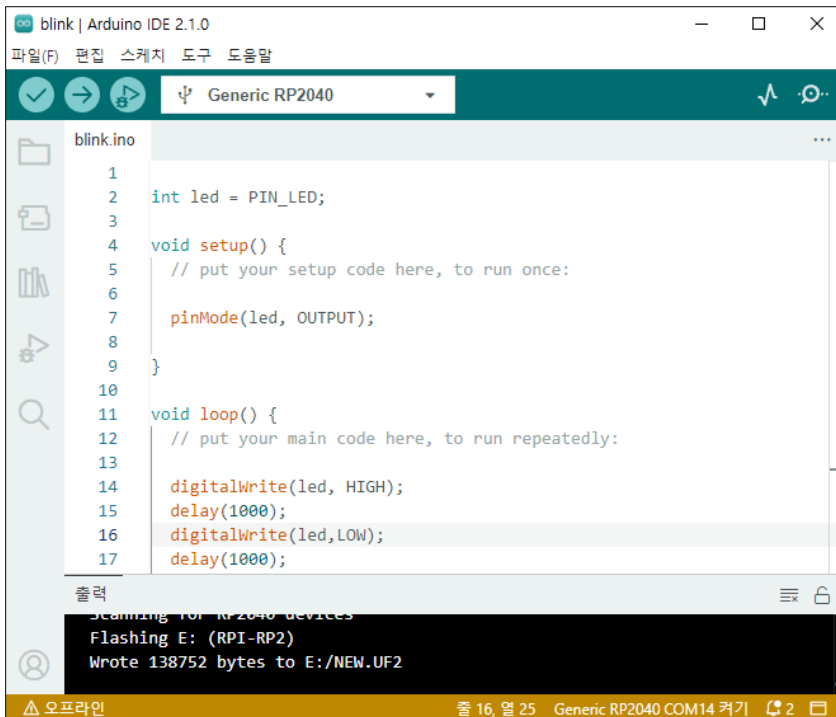 blink | Arduino IDE 2.1.0
파일(F) 편집 스케치 도구 도움말
Generic RP2040
blink.ino
1
2 int led = PIN_LED;
3
4 void setup() {
5 // put your setup code here, to run once:
6
7 pinMode(led, OUTPUT);
8
9 }
10
11 void loop() {
12 // put your main code here, to run repeatedly:
13
14 digitalWrite(led, HIGH);
15 delay(1000);
16 digitalWrite(led,LOW);
17 delay(1000);
출력
Scanning for RP2040 devices
Flashing E: (RPI-RP2)
Wrote 138752 bytes to E:/NEW.UF2
오프라인 줄 16, 열 25 Generic RP2040 COM14 켜기 2